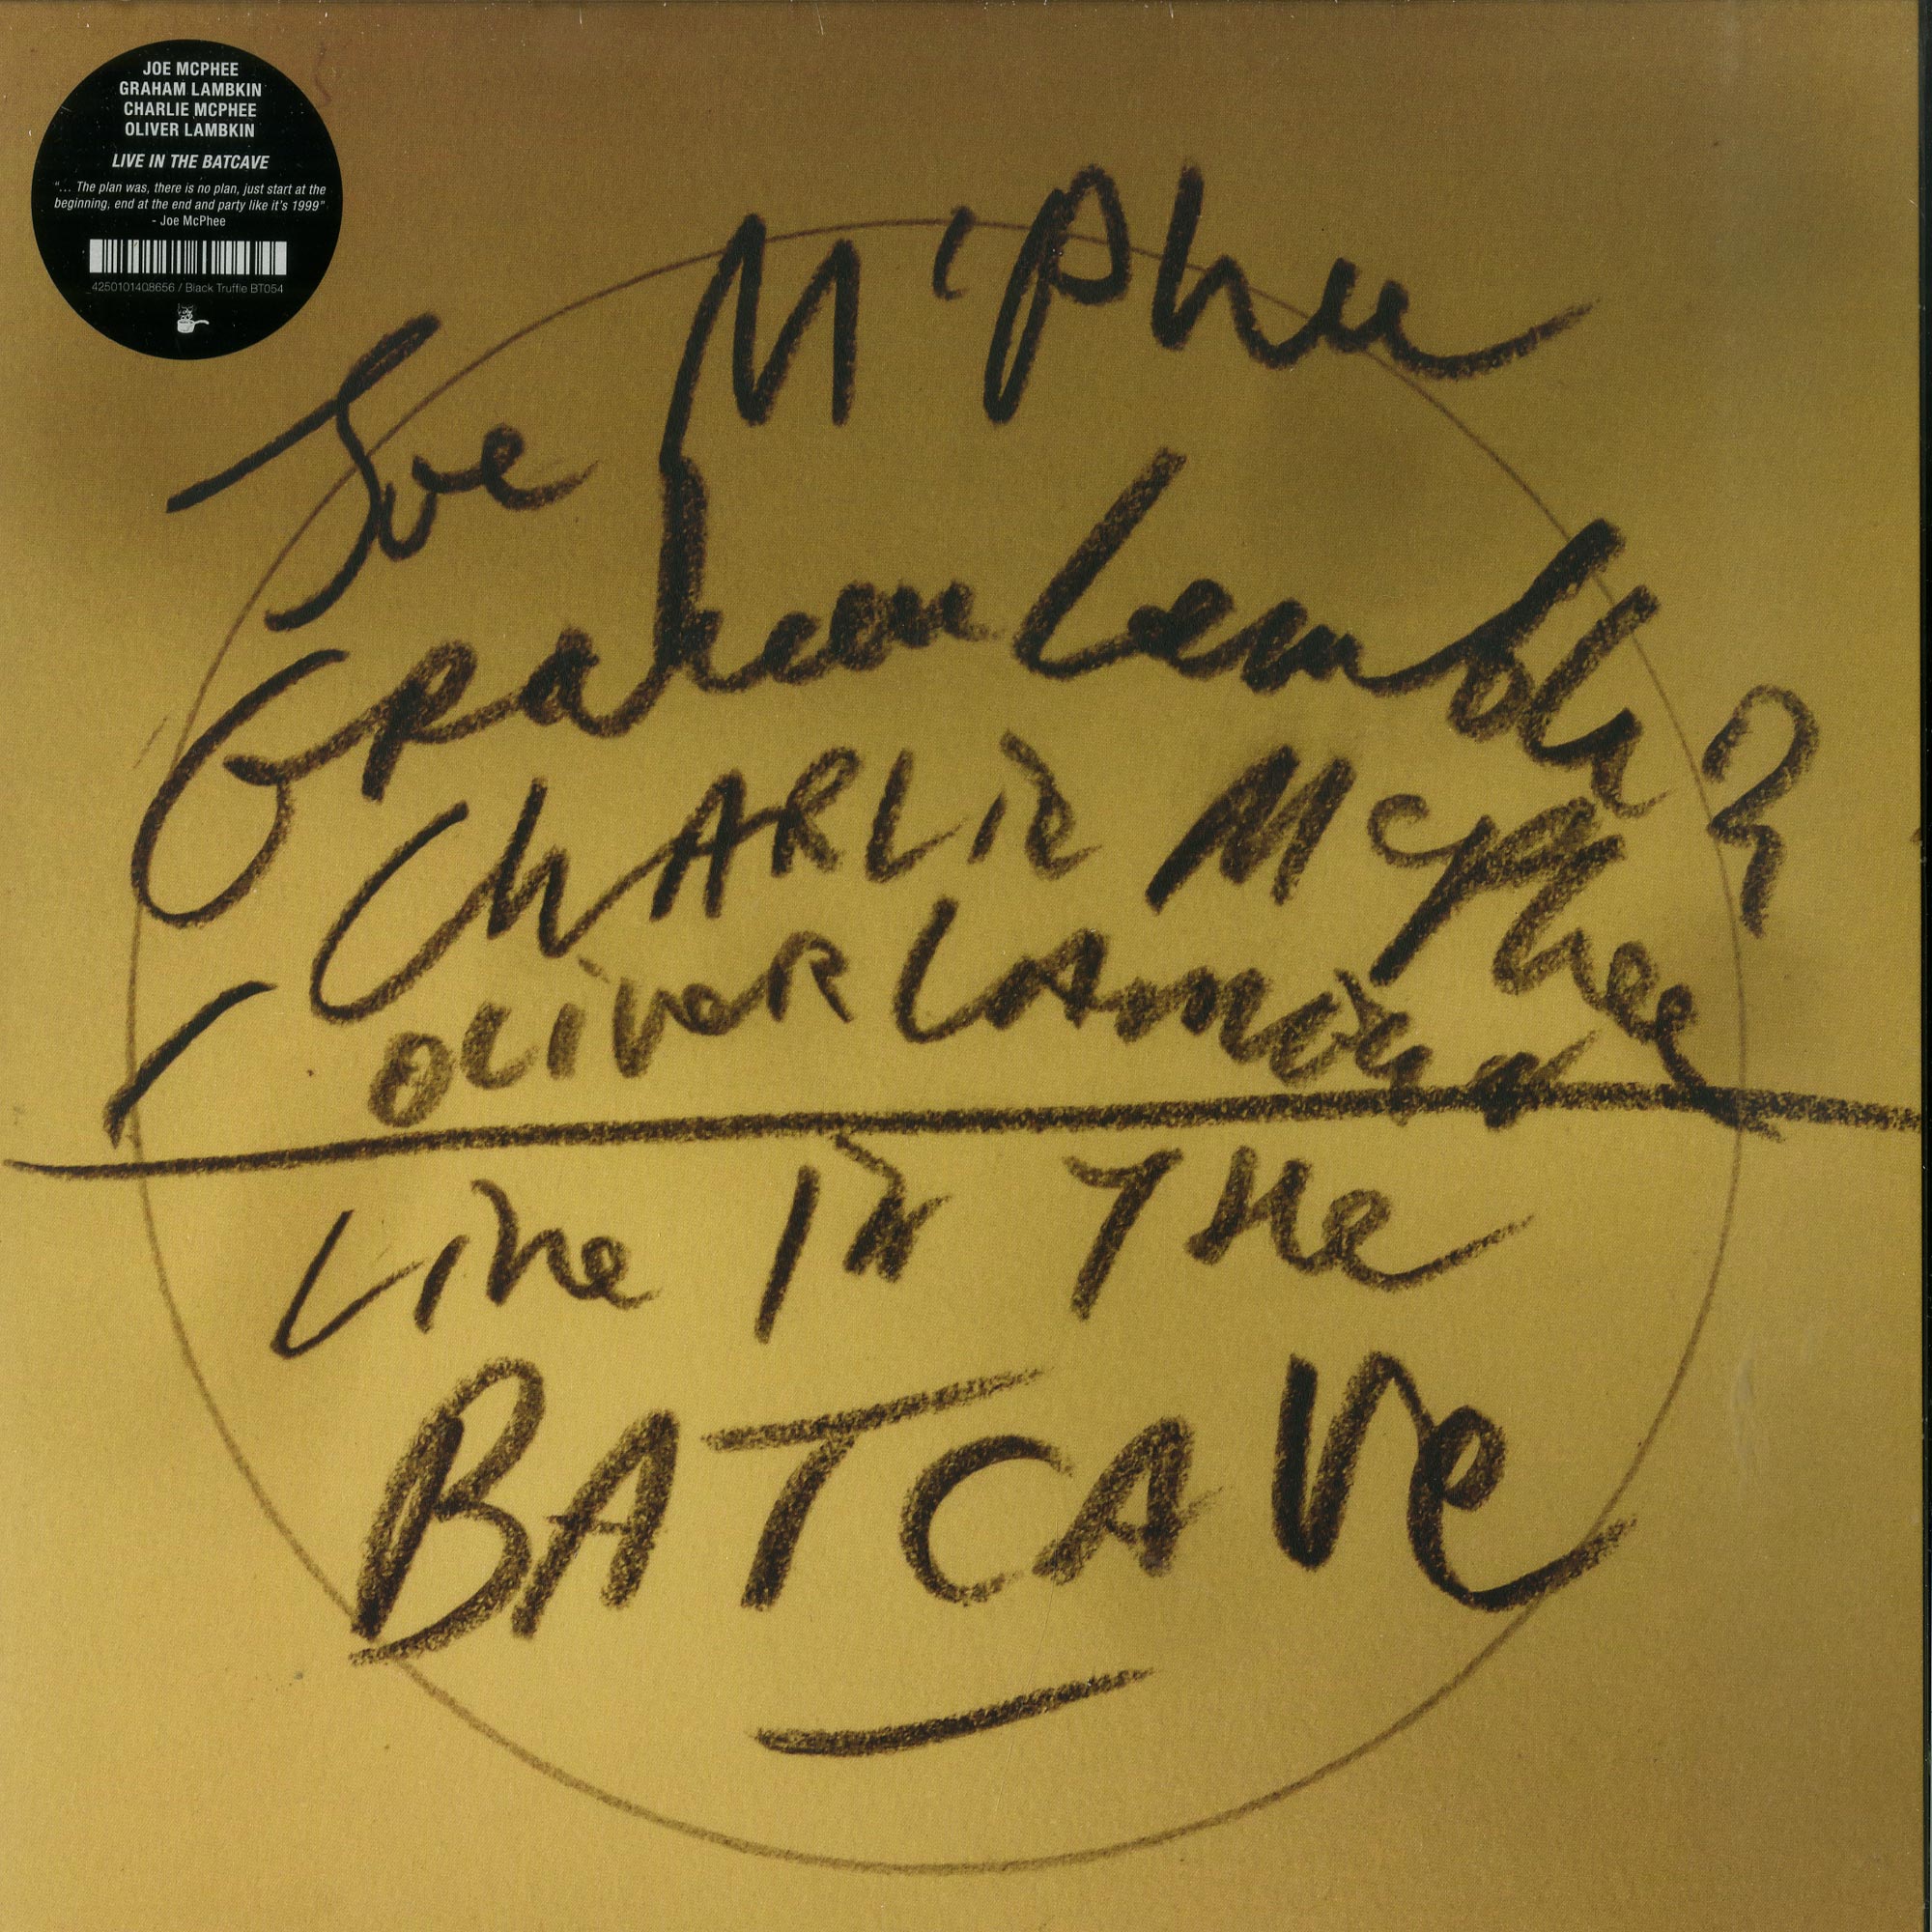 JOE MCPHEE
GRAHAM LAMBKIN
CHARLIE MCPHEE
OLIVER LAMBKIN
LIVE IN THE BATCAVE
"... The plan was, there is no plan, just start at the
beginning, end at the end and party like it's 1999"
- Joe McPhee
4250101408656 / Black Truffle BT054
Joe McPhee
Graham Lambkin
CHARLIE McPhee
OLIVER LAMBKIN
LIVE IN THE
BATCAVE